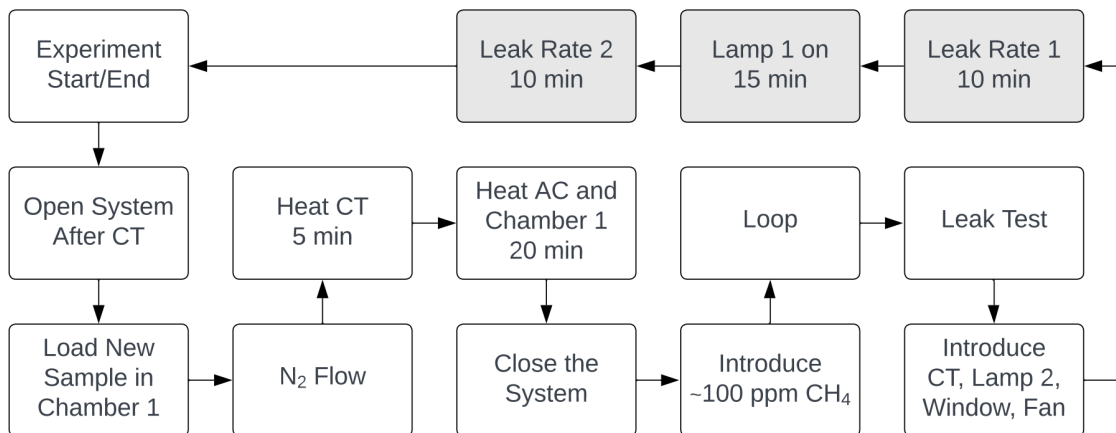 Experiment
Start/End
Leak Rate 2
10 min
Lamp 1 on
15 min
Leak Rate 1
10 min
Open System
After CT
Heat CT
5 min
Heat AC and
Chamber 1
20 min
Loop
Leak Test
Load New
Sample in
Chamber 1
N₂ Flow
Close the
System
Introduce
~100 ppm CH₄
Introduce
CT, Lamp 2,
Window, Fan